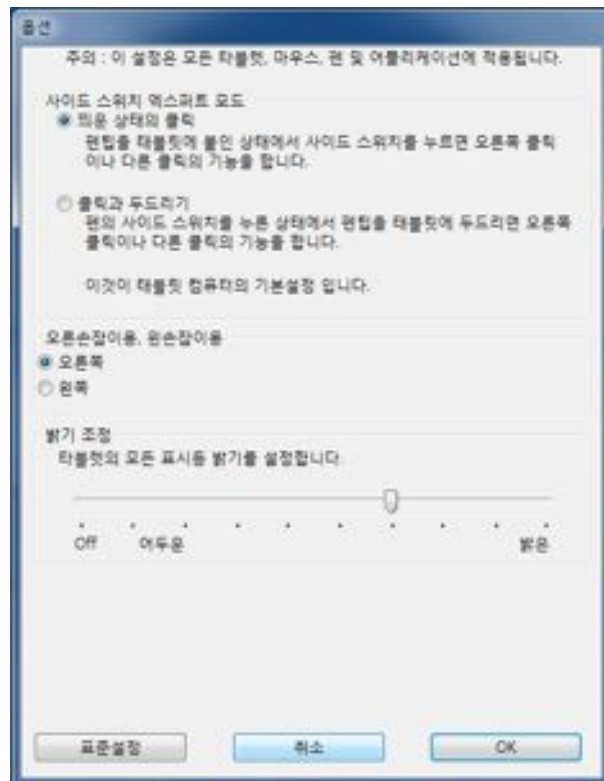 옵션
주의 : 이 설정은 모든 타블렛, 마우스, 펜 및 어플리케이션에 적용됩니다.
사이드 스위치 엑스퍼트 모드
띄운 상태의 클릭
펜팁를 태블릿에 붙인 상태에서 사이드 스위치를 누르면 오른쪽 클릭
이나 다른 클릭의 기능을 합니다.
클릭과 두드리기
펜의 사이드 스위치를 누른 상태에서 펜팁을 태블릿에 두드리면 오른쪽
클릭이나 다른 클릭의 기능을 합니다.
이것이 태블릿 컴퓨터의 기본설정 입니다.
오른손잡이용, 왼손잡이용
오른쪽
왼쪽
밝기 조정
타블렛의 모든 표시등 밝기를 설정합니다.
Off 어두운 밝은
표준설정 취소 OK